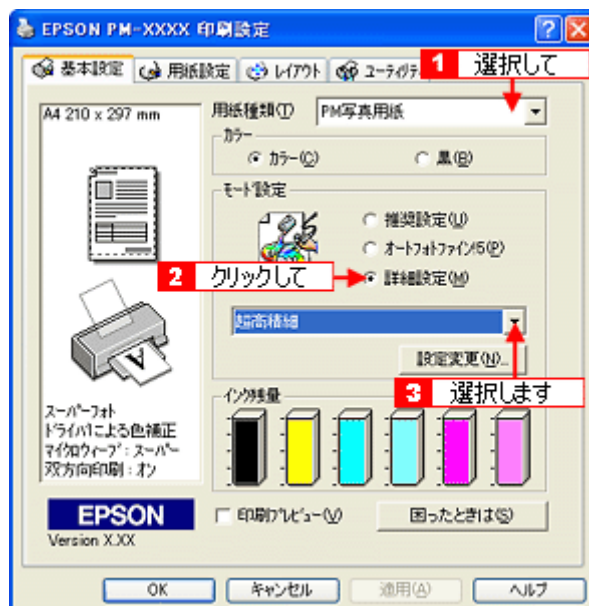 EPSON PM-XXXX 印刷設定
基本設定 用紙設定 レイアウト ユーティリティ
1 選択して
A4 210 x 297 mm
用紙種類(T) PM写真用紙
カラー
カラー(C) 黒(B)
モード設定
推奨設定(U)
オートフォトファイン!5(P)
2 クリックして
詳細設定(M)
超高精細
設定変更(N)...
3 選択します
インク残量
スーパーフォト
ドライバによる色補正
マイクロウィーブ:スーパー
双方向印刷:オン
EPSON
Version X.XX
印刷プレビュー(V) 困ったときは(S)
OK キャンセル 適用(A) ヘルプ